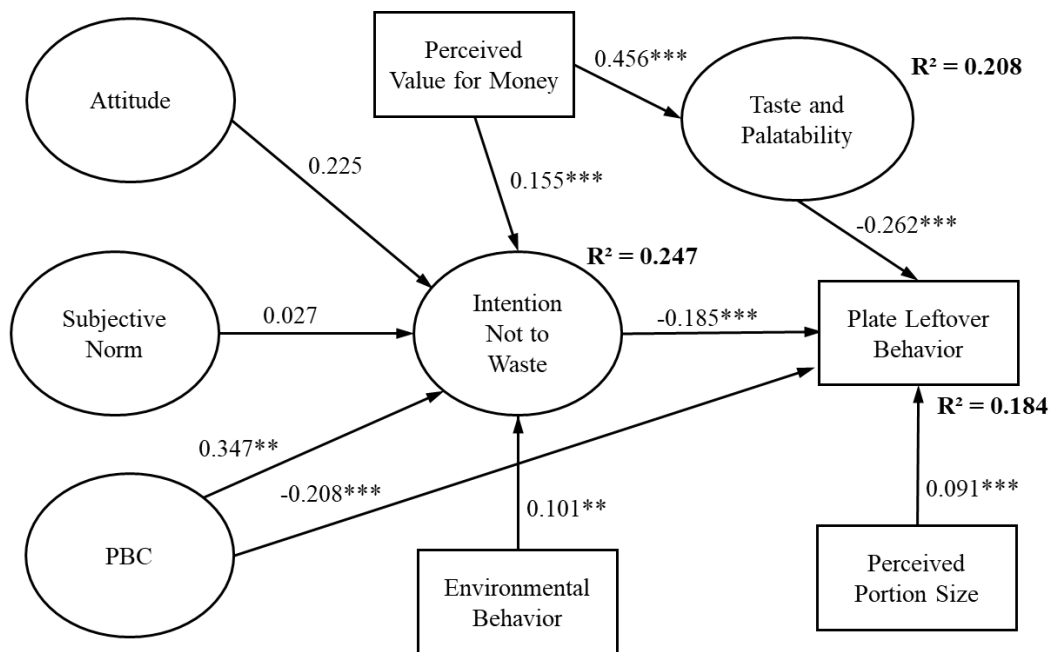 Attitude
Perceived
Value for Money
0.456***
R² = 0.208
Taste and
Palatability
0.225
0.155***
-0.262***
R² = 0.247
Subjective
Norm
0.027
Intention
Not to
Waste
-0.185***
Plate Leftover
Behavior
R² = 0.184
0.347**
-0.208***
0.101**
0.091***
PBC
Environmental
Behavior
Perceived
Portion Size